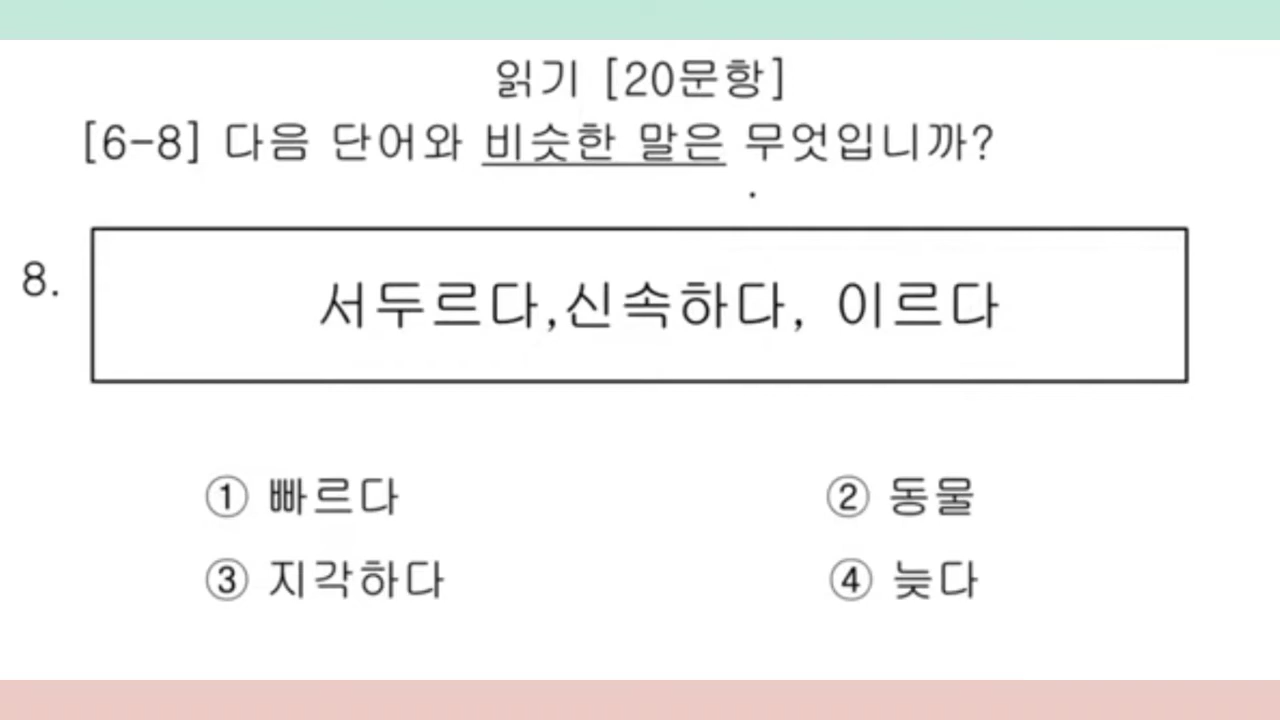 읽기 [20문항]
[6-8] 다음 단어와 비슷한 말은 무엇입니까?
8.
서두르다,신속하다, 이르다
① 빠르다 ② 동물
③ 지각하다 ④ 늦다